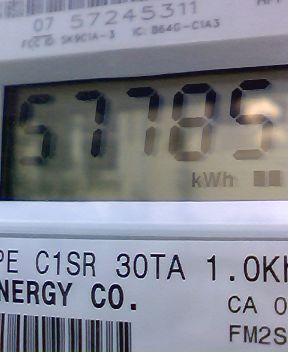 07 57245311
FCC ID SK9C1A-3 IC: 864G-C1A3
57785
kWh
PE C1SR 30TA 1.0Kh
NERGY CO.
CA 0
FM2S